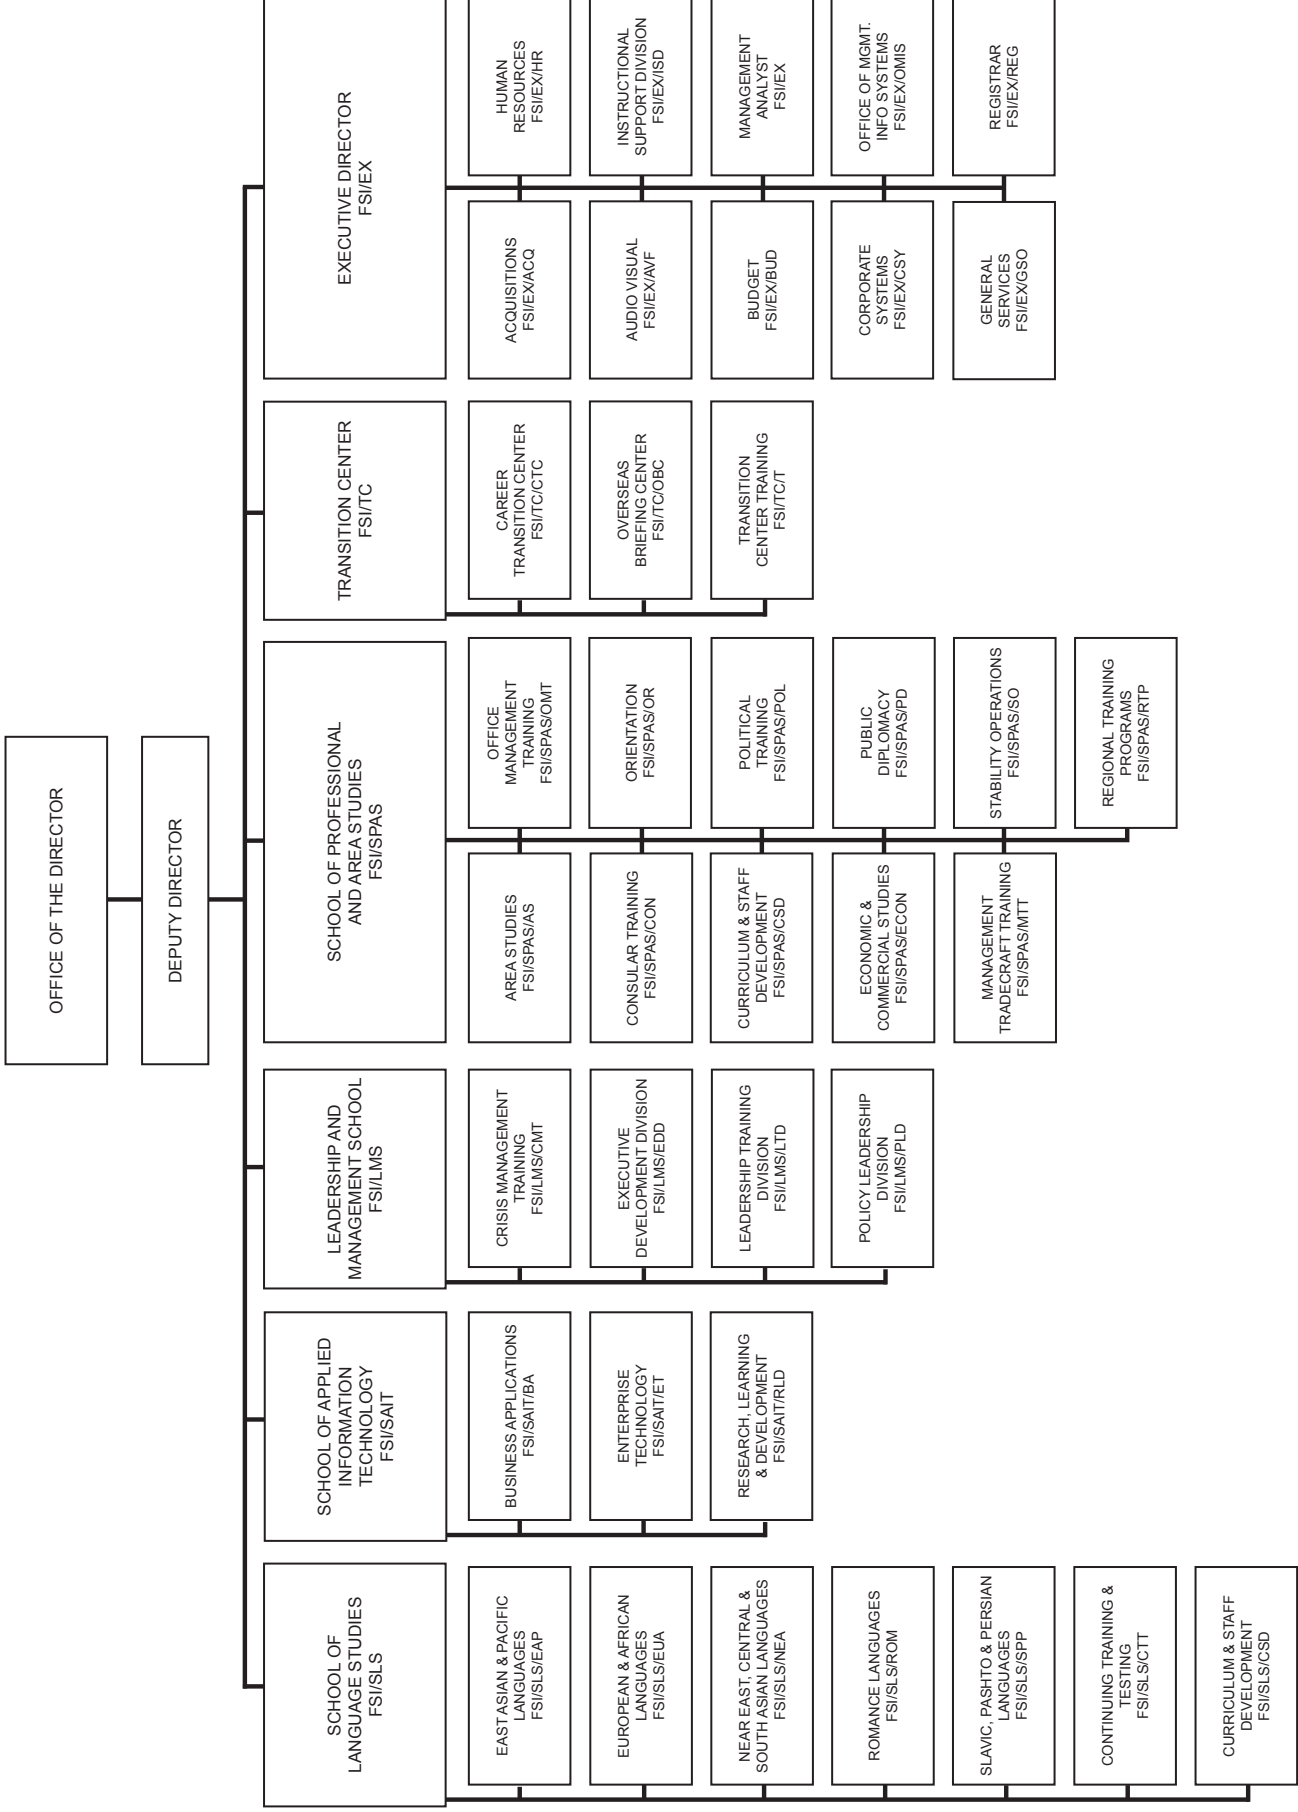 OFFICE OF THE DIRECTOR
DEPUTY DIRECTOR
SCHOOL OF
LANGUAGE STUDIES
FSI/SLS
EAST ASIAN & PACIFIC
LANGUAGES
FSI/SLS/EAP
EUROPEAN & AFRICAN
LANGUAGES
FSI/SLS/EUA
NEAR EAST, CENTRAL &
SOUTH ASIAN LANGUAGES
FSI/SLS/NEA
ROMANCE LANGUAGES
FSI/SLS/ROM
SLAVIC, PASHTO & PERSIAN
LANGUAGES
FSI/SLS/SPP
CONTINUING TRAINING &
TESTING
FSI/SLS/CTT
CURRICULUM & STAFF
DEVELOPMENT
FSI/SLS/CSD
SCHOOL OF APPLIED
INFORMATION
TECHNOLOGY
FSI/SAIT
BUSINESS APPLICATIONS
FSI/SAIT/BA
ENTERPRISE
TECHNOLOGY
FSI/SAIT/ET
RESEARCH, LEARNING
& DEVELOPMENT
FSI/SAIT/RLD
LEADERSHIP AND
MANAGEMENT SCHOOL
FSI/LMS
CRISIS MANAGEMENT
TRAINING
FSI/LMS/CMT
EXECUTIVE
DEVELOPMENT DIVISION
FSI/LMS/EDD
LEADERSHIP TRAINING
DIVISION
FSI/LMS/LTD
POLICY LEADERSHIP
DIVISION
FSI/LMS/PLD
SCHOOL OF PROFESSIONAL
AND AREA STUDIES
FSI/SPAS
AREA STUDIES
FSI/SPAS/AS
OFFICE
MANAGEMENT
TRAINING
FSI/SPAS/OMT
CONSULAR TRAINING
FSI/SPAS/CON
ORIENTATION
FSI/SPAS/OR
CURRICULUM & STAFF
DEVELOPMENT
FSI/SPAS/CSD
POLITICAL
TRAINING
FSI/SPAS/POL
ECONOMIC &
COMMERCIAL STUDIES
FSI/SPAS/ECON
PUBLIC
DIPLOMACY
FSI/SPAS/PD
MANAGEMENT
TRADECRAFT TRAINING
FSI/SPAS/MTT
STABILITY OPERATIONS
FSI/SPAS/SO
REGIONAL TRAINING
PROGRAMS
FSI/SPAS/RTP
TRANSITION CENTER
FSI/TC
CAREER
TRANSITION CENTER
FSI/TC/CTC
OVERSEAS
BRIEFING CENTER
FSI/TC/OBC
TRANSITION
CENTER TRAINING
FSI/TC/T
EXECUTIVE DIRECTOR
FSI/EX
ACQUISITIONS
FSI/EX/ACQ
HUMAN
RESOURCES
FSI/EX/HR
AUDIO VISUAL
FSI/EX/AVF
INSTRUCTIONAL
SUPPORT DIVISION
FSI/EX/ISD
BUDGET
FSI/EX/BUD
MANAGEMENT
ANALYST
FSI/EX
CORPORATE
SYSTEMS
FSI/EX/CSY
OFFICE OF MGMT.
INFO SYSTEMS
FSI/EX/OMIS
GENERAL
SERVICES
FSI/EX/GSO
REGISTRAR
FSI/EX/REG